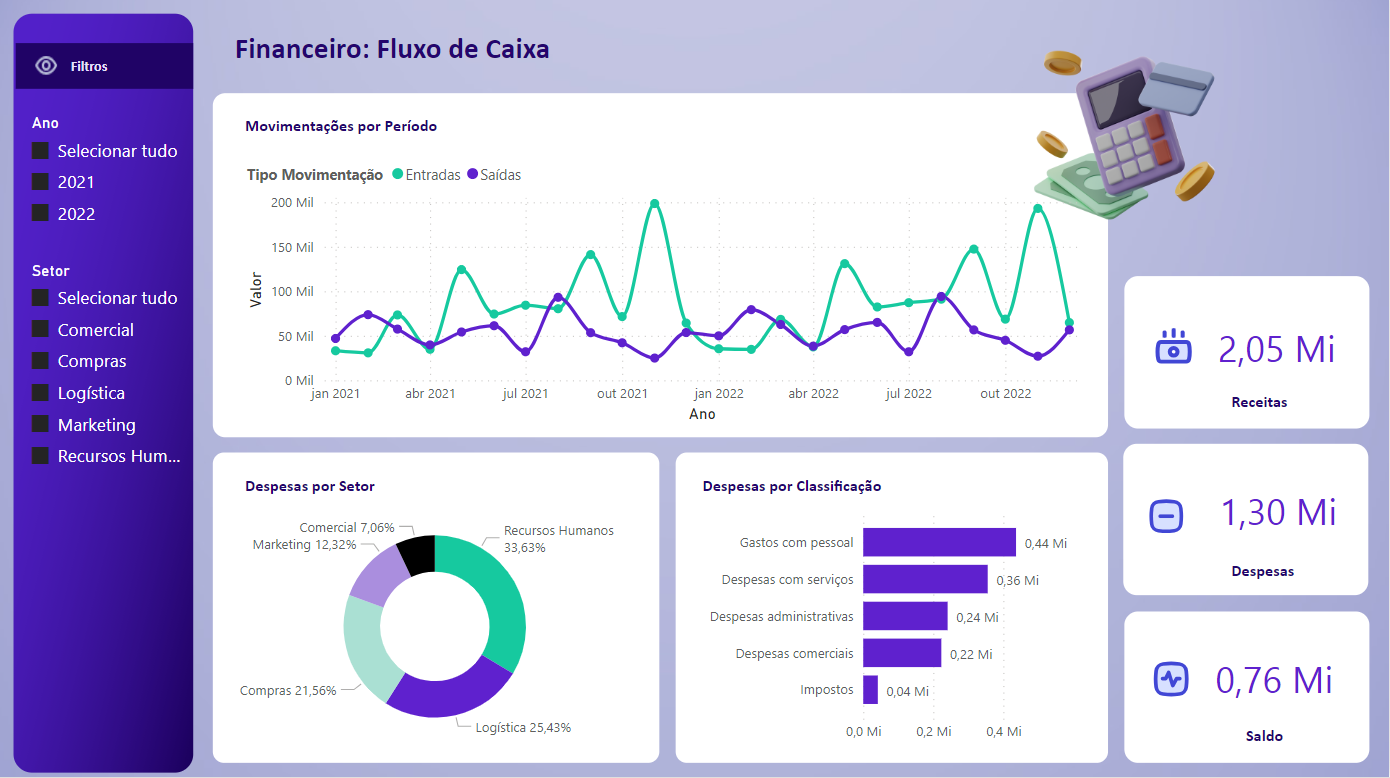 Financeiro: Fluxo de Caixa
Filtros
Ano
Selecionar tudo
2021
2022
Setor
Selecionar tudo
Comercial
Compras
Logística
Marketing
Recursos Hum...
Movimentações por Período
Tipo Movimentação Entradas Saídas
200 Mil
150 Mil
100 Mil
50 Mil
0 Mil
Valor
jan 2021 abr 2021 jul 2021 out 2021 jan 2022 abr 2022 jul 2022 out 2022
Ano
2,05 Mi
Receitas
1,30 Mi
Despesas
0,76 Mi
Saldo
Despesas por Setor
Comercial 7,06%
Marketing 12,32%
Recursos Humanos
33,63%
Compras 21,56%
Logística 25,43%
Despesas por Classificação
Gastos com pessoal 0,44 Mi
Despesas com serviços 0,36 Mi
Despesas administrativas 0,24 Mi
Despesas comerciais 0,22 Mi
Impostos 0,04 Mi
0,0 Mi 0,2 Mi 0,4 Mi